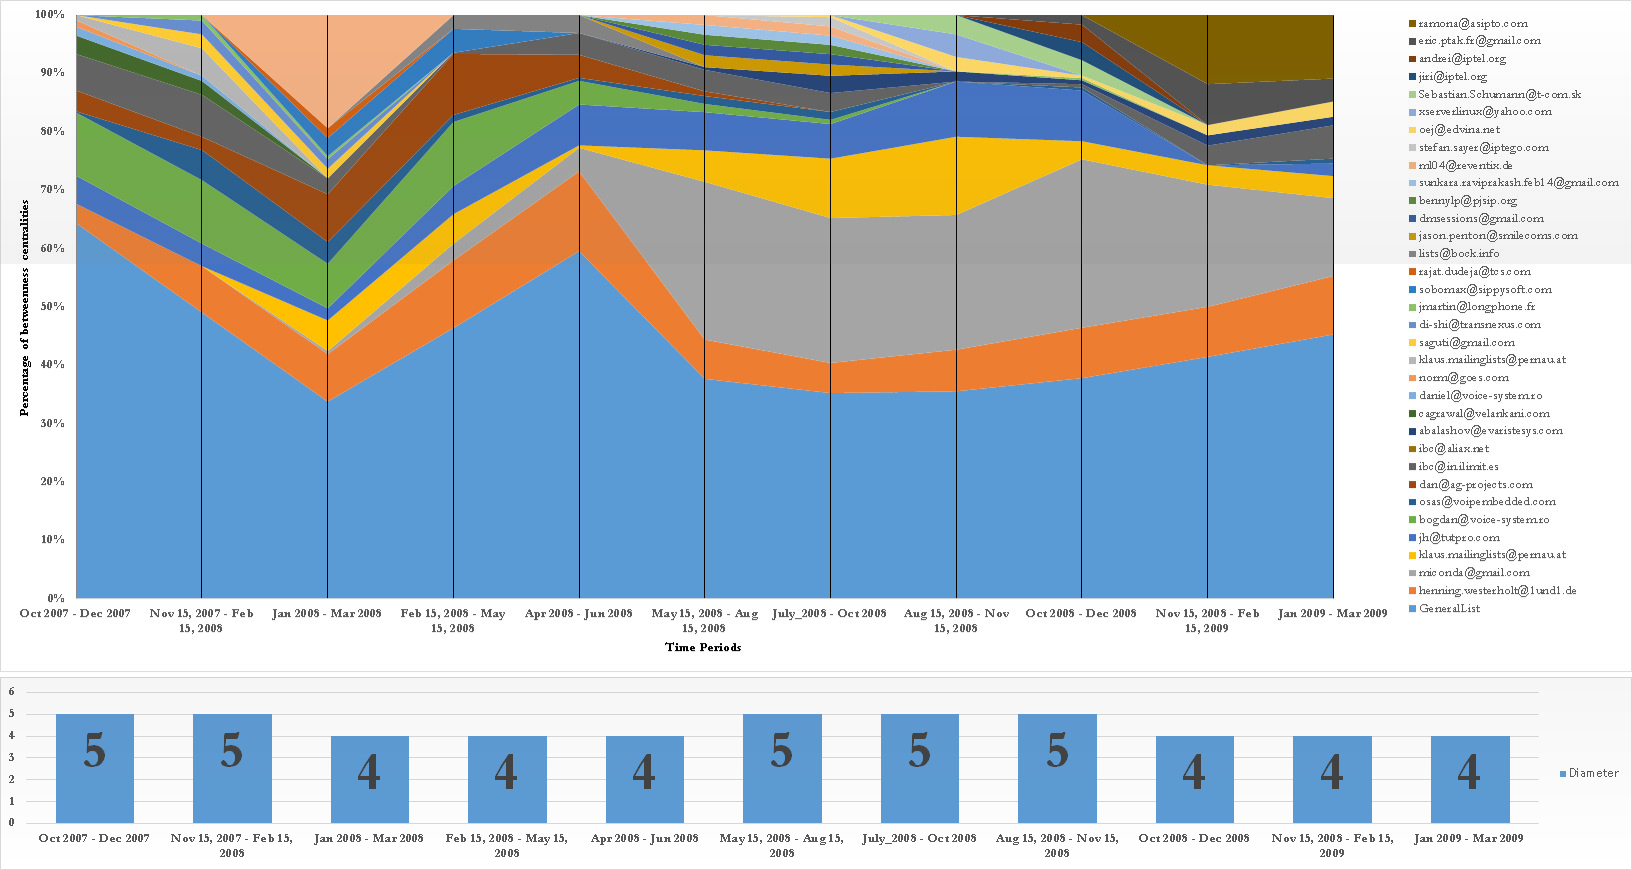 100%
90%
80%
70%
60%
50%
40%
30%
20%
10%
0%
Percentage of betweenness centralities
Oct 2007 - Dec 2007
Nov 15, 2007 - Feb
15, 2008
Jan 2008 - Mar 2008
Feb 15, 2008 - May
15, 2008
Apr 2008 - Jun 2008
May 15, 2008 - Aug
15, 2008
July_2008 - Oct 2008
Aug 15, 2008 - Nov
15, 2008
Oct 2008 - Dec 2008
Nov 15, 2008 - Feb
15, 2009
Jan 2009 - Mar 2009
Time Periods
ramona@asipto.com
eric.ptak.fr@gmail.com
andrei@iptel.org
jiri@iptel.org
Sebastian.Schumann@t-com.sk
xserverlinux@yahoo.com
oej@edvina.net
stefan.sayer@iptego.com
ml04@reventix.de
sunkara.raviprakash.feb14@gmail.com
bennylp@pjsip.org
dmsessions@gmail.com
jason.penton@smilecoms.com
lists@bock.info
rajat.dudeja@tcs.com
sobomax@sippysoft.com
jmartin@longphone.fr
di-shi@transnexus.com
saguti@gmail.com
klaus.mailinglists@pernau.at
norm@goes.com
daniel@voice-system.ro
cagrawal@velankani.com
abalashov@evaristesys.com
ibc@aliax.net
ibc@in.ilimit.es
dan@ag-projects.com
osas@voipembedded.com
bogdan@voice-system.ro
jh@tutpro.com
klaus.mailinglists@pernau.at
miconda@gmail.com
henning.westerholt@1und1.de
GeneralList
6
5
4
3
2
1
0
5
5
4
4
4
5
5
5
4
4
4
Oct 2007 - Dec 2007
Nov 15, 2007 - Feb 15,
2008
Jan 2008 - Mar 2008
Feb 15, 2008 - May 15,
2008
Apr 2008 - Jun 2008
May 15, 2008 - Aug 15,
2008
July_2008 - Oct 2008
Aug 15, 2008 - Nov 15,
2008
Oct 2008 - Dec 2008
Nov 15, 2008 - Feb 15,
2009
Jan 2009 - Mar 2009
Diameter